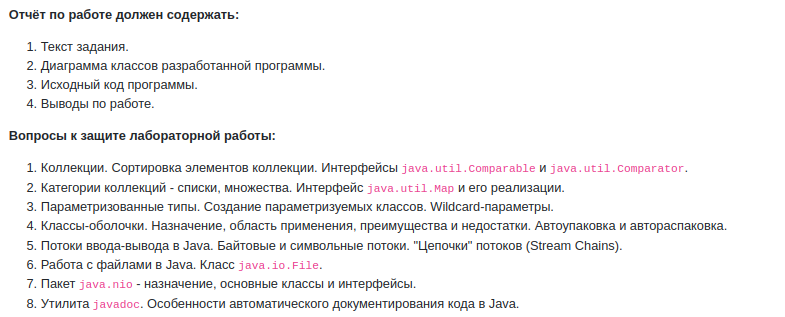 Отчёт по работе должен содержать:
1. Текст задания.
2. Диаграмма классов разработанной программы.
3. Исходный код программы.
4. Выводы по работе.
Вопросы к защите лабораторной работы:
1. Коллекции. Сортировка элементов коллекции. Интерфейсы java.util.Comparable и java.util.Comparator.
2. Категории коллекций - списки, множества. Интерфейс java.util.Map и его реализации.
3. Параметризованные типы. Создание параметризуемых классов. Wildcard-параметры.
4. Классы-оболочки. Назначение, область применения, преимущества и недостатки. Автоупаковка и автораспаковка.
5. Потоки ввода-вывода в Java. Байтовые и символьные потоки. "Цепочки" потоков (Stream Chains).
6. Работа с файлами в Java. Класс java.io.File.
7. Пакет java.nio - назначение, основные классы и интерфейсы.
8. Утилита javadoc. Особенности автоматического документирования кода в Java.